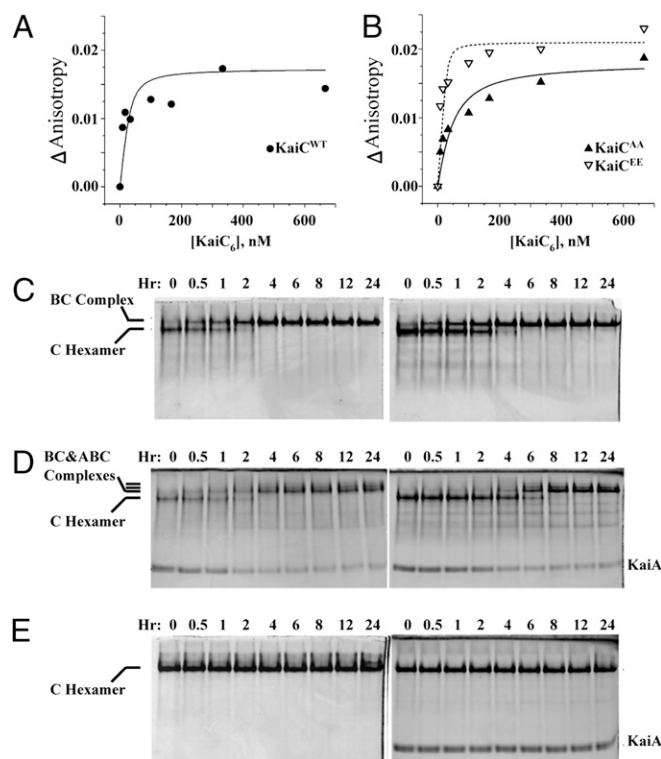 A
B
0.02
0.01
0.00
Δ Anisotropy
KaiC^WT
0 200 400 600
[KaiC₆], nM
0.02
0.01
0.00
Δ Anisotropy
KaiC^AA
KaiC^EE
0 200 400 600
[KaiC₆], nM
C
Hr: 0 0.5 1 2 4 6 8 12 24
0 0.5 1 2 4 6 8 12 24
BC Complex
C Hexamer
D
Hr: 0 0.5 1 2 4 6 8 12 24
0 0.5 1 2 4 6 8 12 24
BC&ABC
Complexes
C Hexamer
KaiA
E
Hr: 0 0.5 1 2 4 6 8 12 24
0 0.5 1 2 4 6 8 12 24
C Hexamer
KaiA